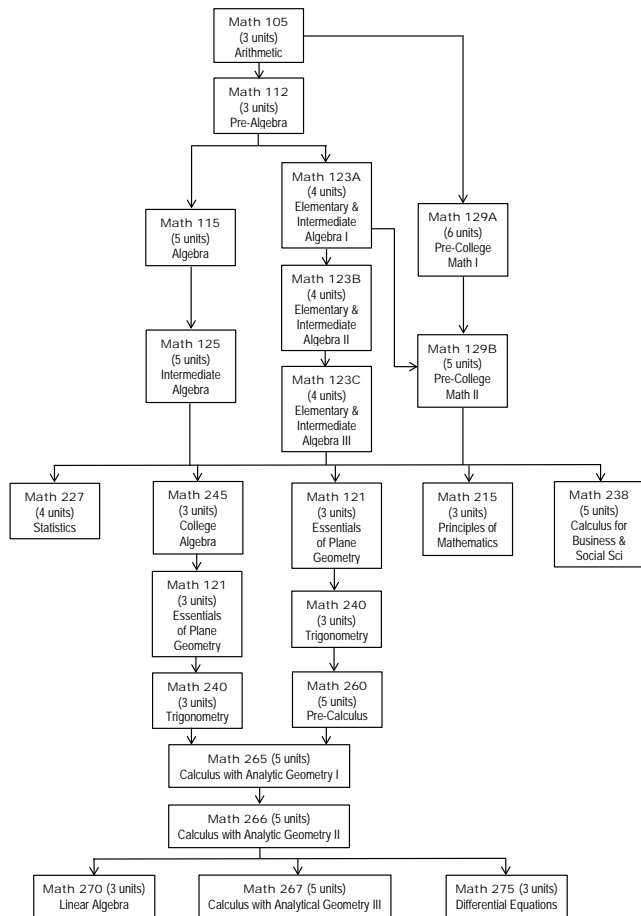 Math 105
(3 units)
Arithmetic
Math 112
(3 units)
Pre-Algebra
Math 123A
(4 units)
Elementary &
Intermediate
Algebra I
Math 115
(5 units)
Algebra
Math 129A
(6 units)
Pre-College
Math I
Math 123B
(4 units)
Elementary &
Intermediate
Algebra II
Math 125
(5 units)
Intermediate
Algebra
Math 129B
(5 units)
Pre-College
Math II
Math 123C
(4 units)
Elementary &
Intermediate
Algebra III
Math 227
(4 units)
Statistics
Math 245
(3 units)
College
Algebra
Math 121
(3 units)
Essentials
of Plane
Geometry
Math 215
(3 units)
Principles of
Mathematics
Math 238
(5 units)
Calculus for
Business &
Social Sci
Math 121
(3 units)
Essentials
of Plane
Geometry
Math 240
(3 units)
Trigonometry
Math 240
(3 units)
Trigonometry
Math 260
(5 units)
Pre-Calculus
Math 265 (5 units)
Calculus with Analytic Geometry I
Math 266 (5 units)
Calculus with Analytic Geometry II
Math 270 (3 units)
Linear Algebra
Math 267 (5 units)
Calculus with Analytical Geometry III
Math 275 (3 units)
Differential Equations